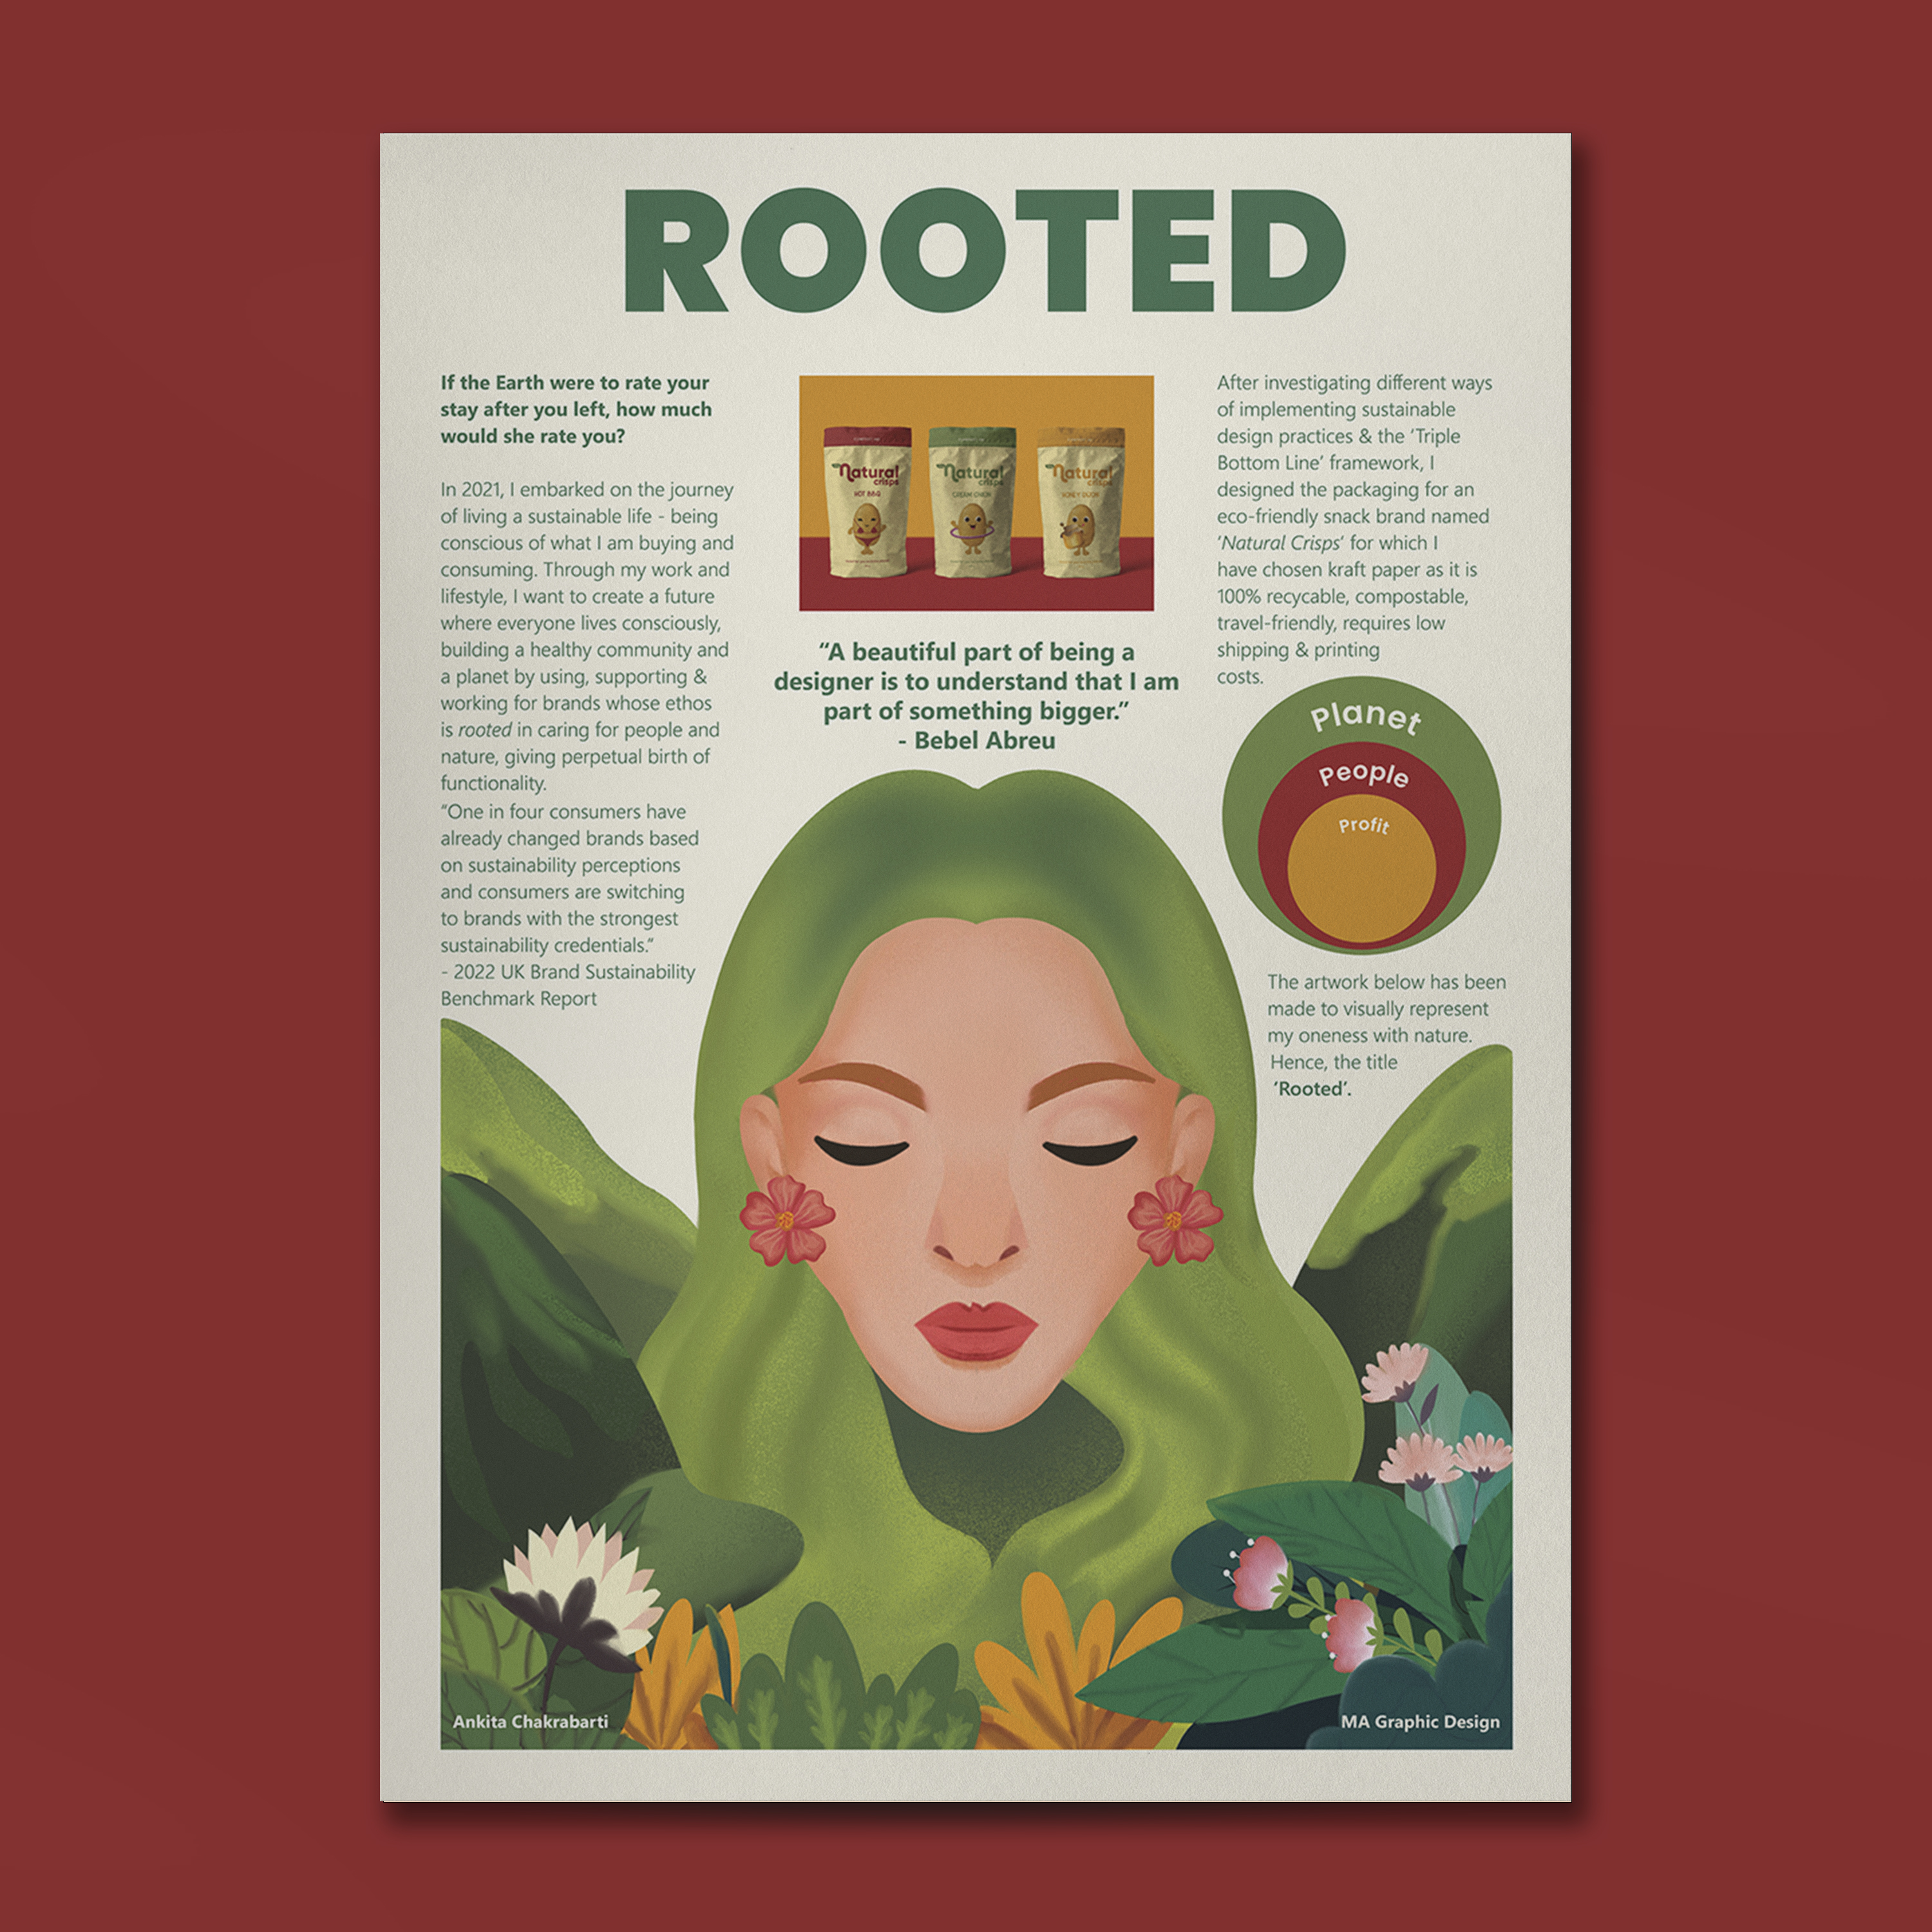 ROOTED
If the Earth were to rate your
stay after you left, how much
would she rate you?
In 2021, I embarked on the journey
of living a sustainable life - being
conscious of what I am buying and
consuming. Through my work and
lifestyle, I want to create a future
where everyone lives consciously,
building a healthy community and
a planet by using, supporting &
working for brands whose ethos
is rooted in caring for people and
nature, giving perpetual birth of
functionality.
“One in four consumers have
already changed brands based
on sustainability perceptions
and consumers are switching
to brands with the strongest
sustainability credentials.”
- 2022 UK Brand Sustainability
Benchmark Report
Natural
crisps
HOT BBQ
Natural
crisps
CREAM ONION
Natural
crisps
“A beautiful part of being a
designer is to understand that I am
part of something bigger.”
- Bebel Abreu
After investigating different ways
of implementing sustainable
design practices & the ‘Triple
Bottom Line’ framework, I
designed the packaging for an
eco-friendly snack brand named
‘Natural Crisps‘ for which I
have chosen kraft paper as it is
100% recycable, compostable,
travel-friendly, requires low
shipping & printing
costs.
Planet
People
Profit
The artwork below has been
made to visually represent
my oneness with nature.
Hence, the title
‘Rooted’.
Ankita Chakrabarti
MA Graphic Design